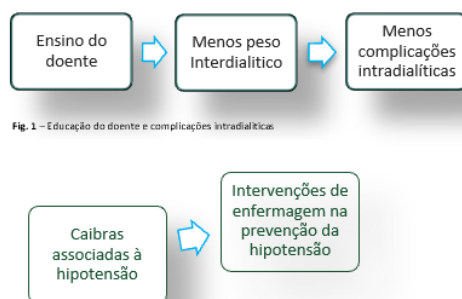 Ensino do
doente
Menos peso
Interdialitico
Menos
complicações
intradialíticas
Fig. 1 – Educação do doente e complicações intradialíticas
Caibras
associadas à
hipotensão
Intervenções de
enfermagem na
prevenção da
hipotensão